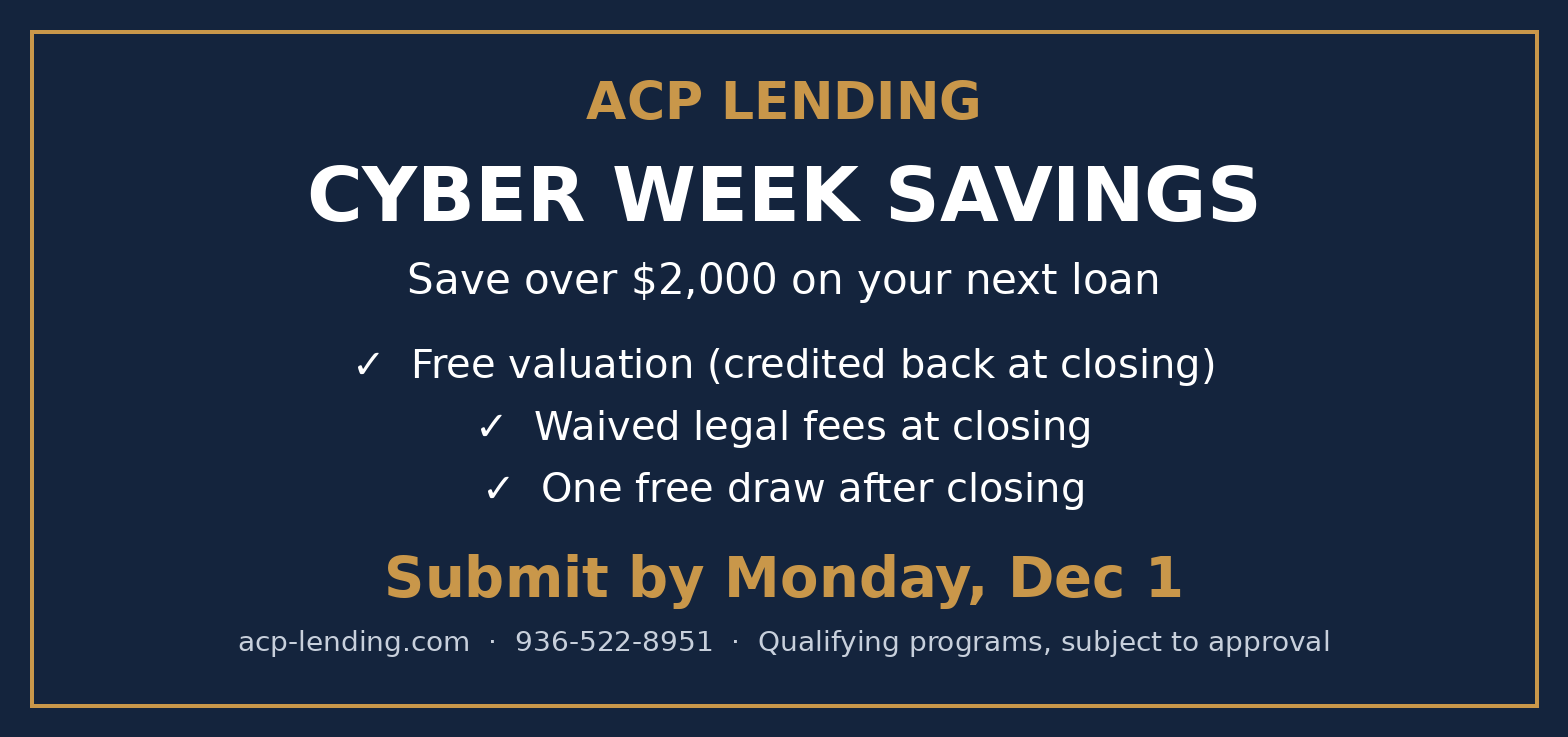 ACP LENDING
CYBER WEEK SAVINGS
Save over $2,000 on your next loan
✓ Free valuation (credited back at closing)
✓ Waived legal fees at closing
✓ One free draw after closing
Submit by Monday, Dec 1
acp-lending.com · 936-522-8951 · Qualifying programs, subject to approval